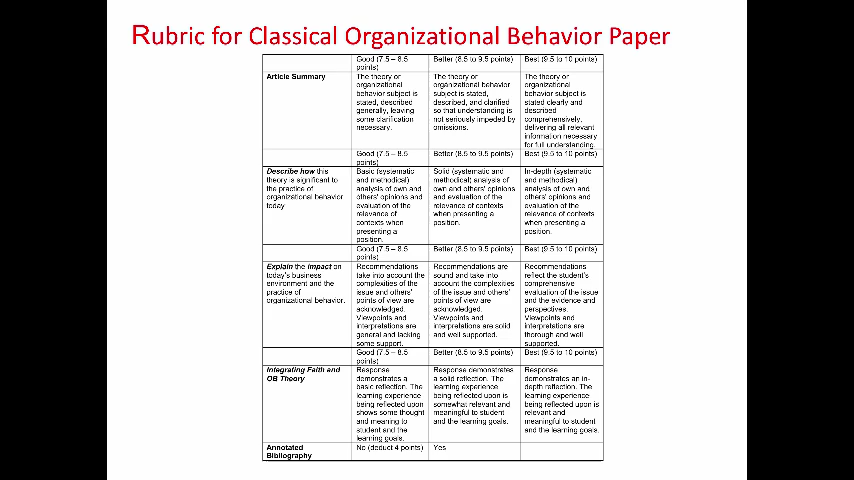 Rubric for Classical Organizational Behavior Paper
Good (7.5 – 8.5
points)
Better (8.5 to 9.5 points)
Best (9.5 to 10 points)
Article Summary
The theory or
organizational
behavior subject is
stated, described
generally, leaving
some clarification
necessary.
The theory or
organizational behavior
subject is stated,
described, and clarified
so that understanding is
not seriously impeded by
omissions.
The theory or
organizational
behavior subject is
stated clearly and
described
comprehensively,
delivering all relevant
information necessary
for full understanding.
Good (7.5 – 8.5
points)
Better (8.5 to 9.5 points)
Best (9.5 to 10 points)
Describe how this
theory is significant to
the practice of
organizational behavior
today
Basic (systematic
and methodical)
analysis of own and
others' opinions and
evaluation of the
relevance of
contexts when
presenting a
position.
Solid (systematic and
methodical) analysis of
own and others' opinions
and evaluation of the
relevance of contexts
when presenting a
position.
In-depth (systematic
and methodical)
analysis of own and
others' opinions and
evaluation of the
relevance of contexts
when presenting a
position.
Good (7.5 – 8.5
points)
Better (8.5 to 9.5 points)
Best (9.5 to 10 points)
Explain the impact on
today's business
environment and the
practice of
organizational behavior.
Recommendations
take into account the
complexities of the
issue and others'
points of view are
acknowledged.
Viewpoints and
interpretations are
general and lacking
some support.
Recommendations are
sound and take into
account the complexities
of the issue and others'
points of view are
acknowledged.
Viewpoints and
interpretations are solid
and well supported.
Recommendations
reflect the student's
comprehensive
evaluation of the issue
and the evidence and
perspectives.
Viewpoints and
interpretations are
thorough and well
supported.
Good (7.5 – 8.5
points)
Better (8.5 to 9.5 points)
Best (9.5 to 10 points)
Integrating Faith and
OB Theory
Response
demonstrates a
basic reflection. The
learning experience
being reflected upon
shows some thought
and meaning to
student and the
learning goals.
Response demonstrates
a solid reflection. The
learning experience
being reflected upon is
somewhat relevant and
meaningful to student
and the learning goals.
Response
demonstrates an in-
depth reflection. The
learning experience
being reflected upon is
relevant and
meaningful to student
and the learning goals.
Annotated
Bibliography
No (deduct 4 points)
Yes